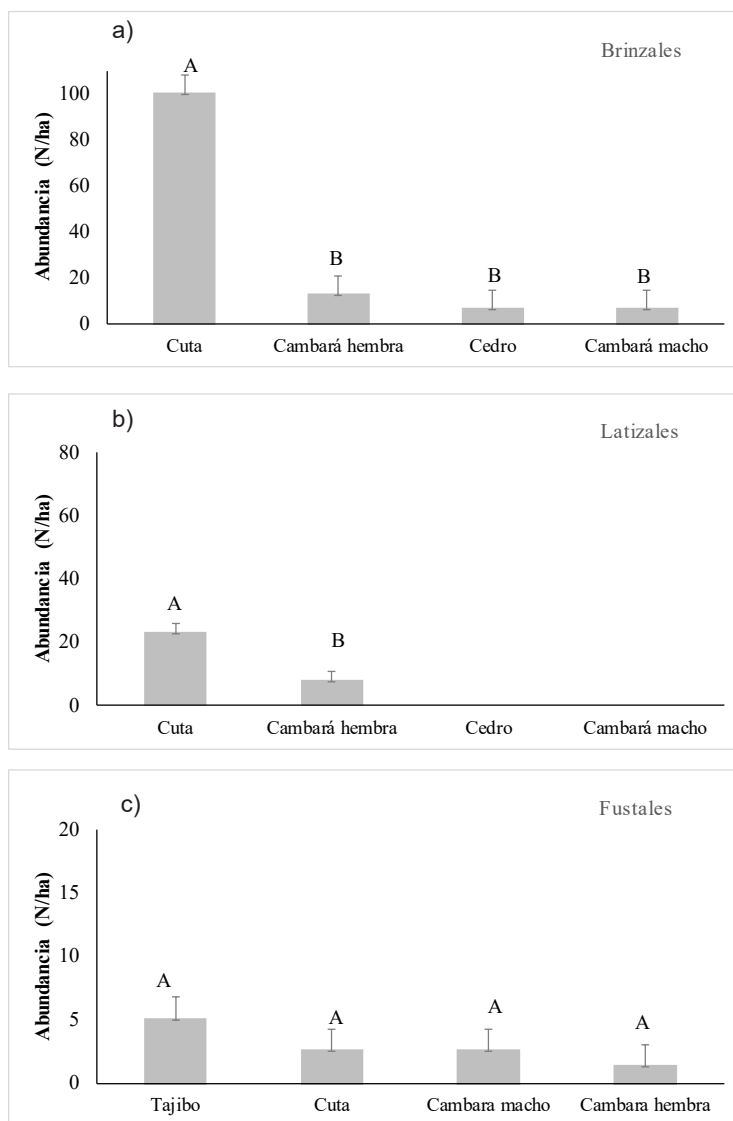 a)
Brinzales
Abundancia (N/ha)
100
80
60
40
20
0
A
B
B
B
Cuta
Cambará hembra
Cedro
Cambará macho
b)
Latizales
Abundancia (N/ha)
80
60
40
20
0
A
B
Cuta
Cambará hembra
Cedro
Cambará macho
c)
Fustales
Abundancia (N/ha)
20
15
10
5
0
A
A
A
A
Tajibo
Cuta
Cambara macho
Cambara hembra